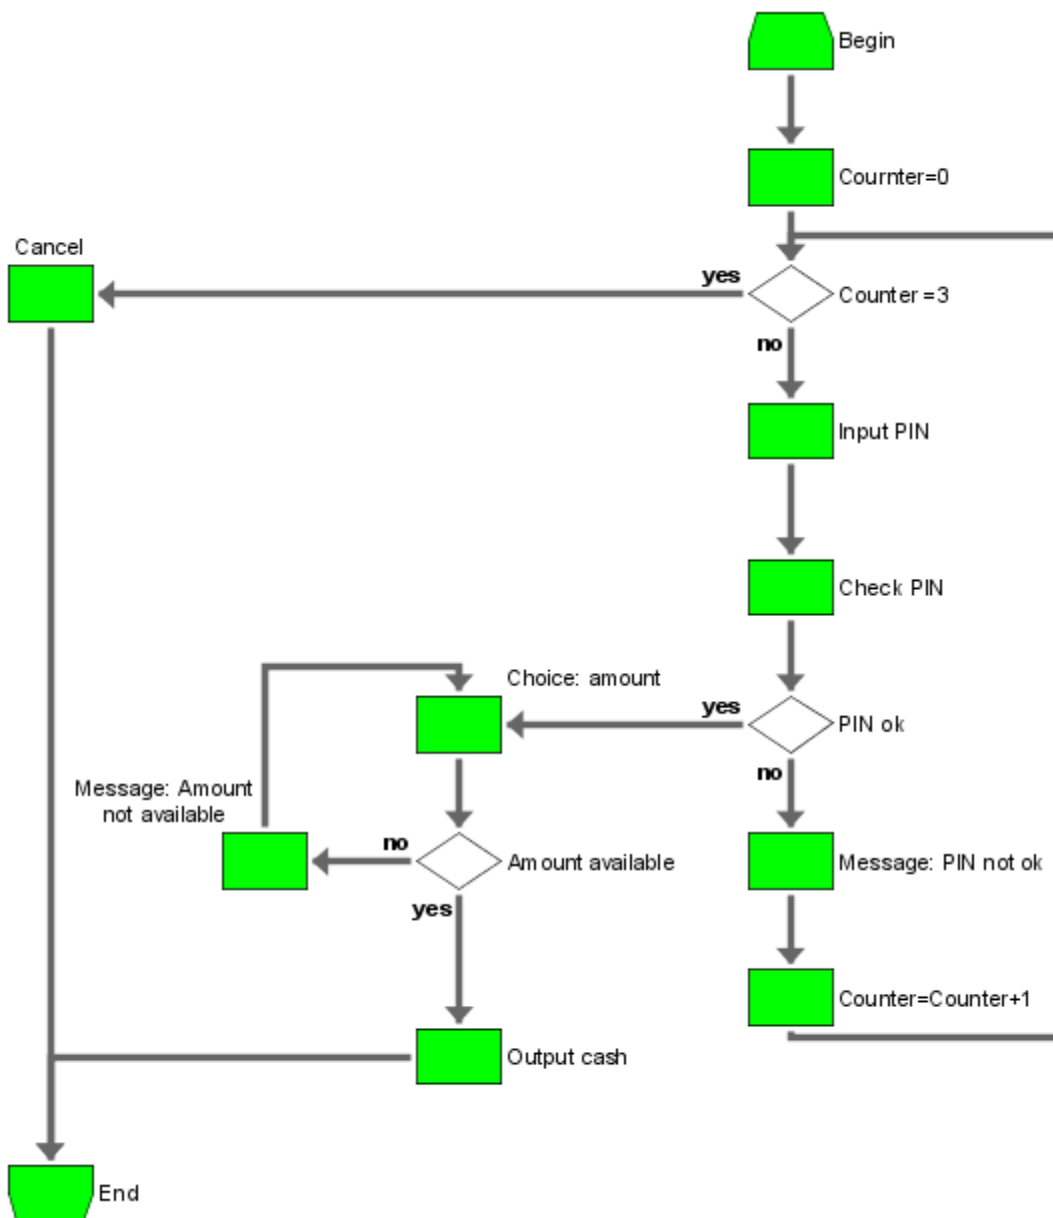 Begin
Cournter=0
Cancel
yes
Counter =3
no
Input PIN
Check PIN
Choice: amount
yes
PIN ok
no
Message: Amount
not available
no
Amount available
Message: PIN not ok
yes
Counter=Counter+1
Output cash
End